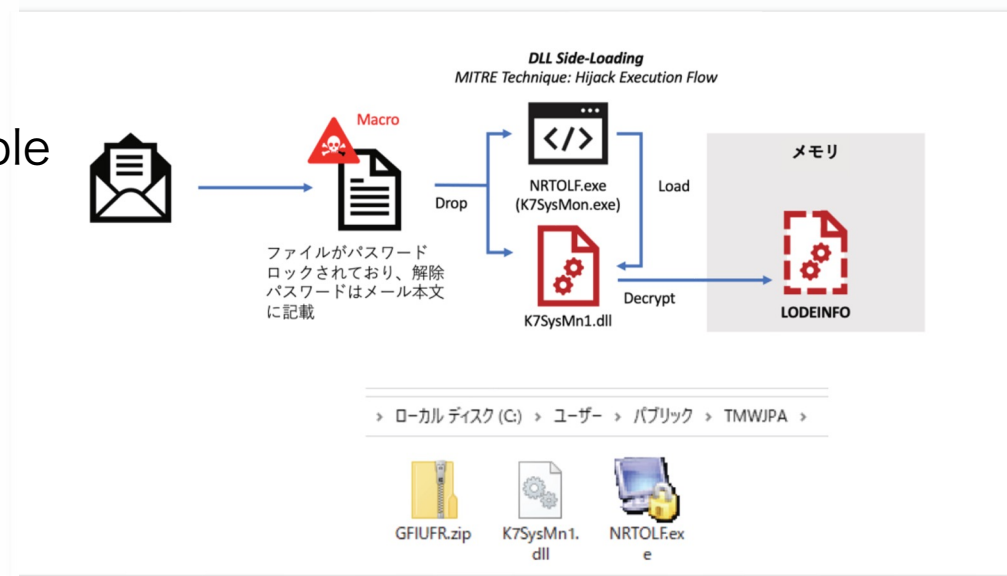 DLL Side-Loading
MITRE Technique: Hijack Execution Flow
Macro
メモリ
Drop
NRTOLF.exe
(K7SysMon.exe)
Load
ファイルがパスワード
ロックされており、解除
パスワードはメール本文
に記載
K7SysMn1.dll
Decrypt
LODEINFO
› ローカル ディスク (C:) › ユーザー › パブリック › TMWJPA ›
GFIUFR.zip
K7SysMn1.
dll
NRTOLF.ex
e